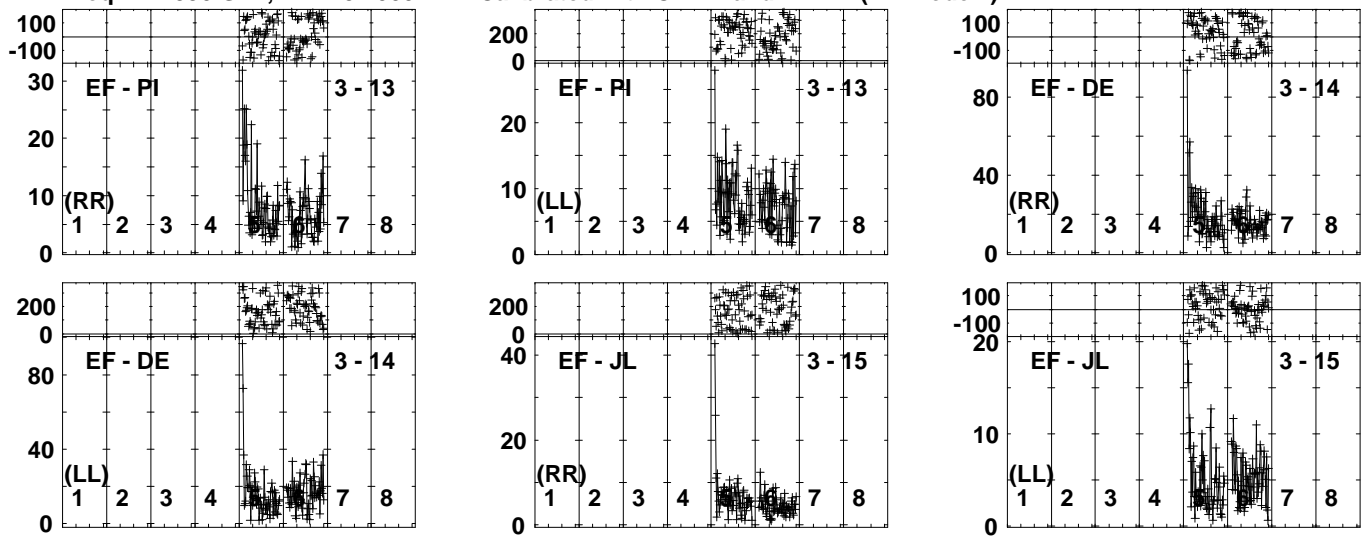 100 200 100
-100 0 -100
30 EF - PI 3 - 13 EF - PI 3 - 13 EF - DE 3 - 14
20 20 80
10 10 40
(RR) (LL) (RR)
1 2 3 4 5 6 7 8 1 2 3 4 5 6 7 8 1 2 3 4 5 6 7 8
0 0 0
200 200 100
0 0 -100
EF - DE 3 - 14 40 EF - JL 3 - 15 20 EF - JL 3 - 15
80
40 20 10
(LL) (RR) (LL)
1 2 3 4 5 6 7 8 1 2 3 4 5 6 7 8 1 2 3 4 5 6 7 8
0 0 0